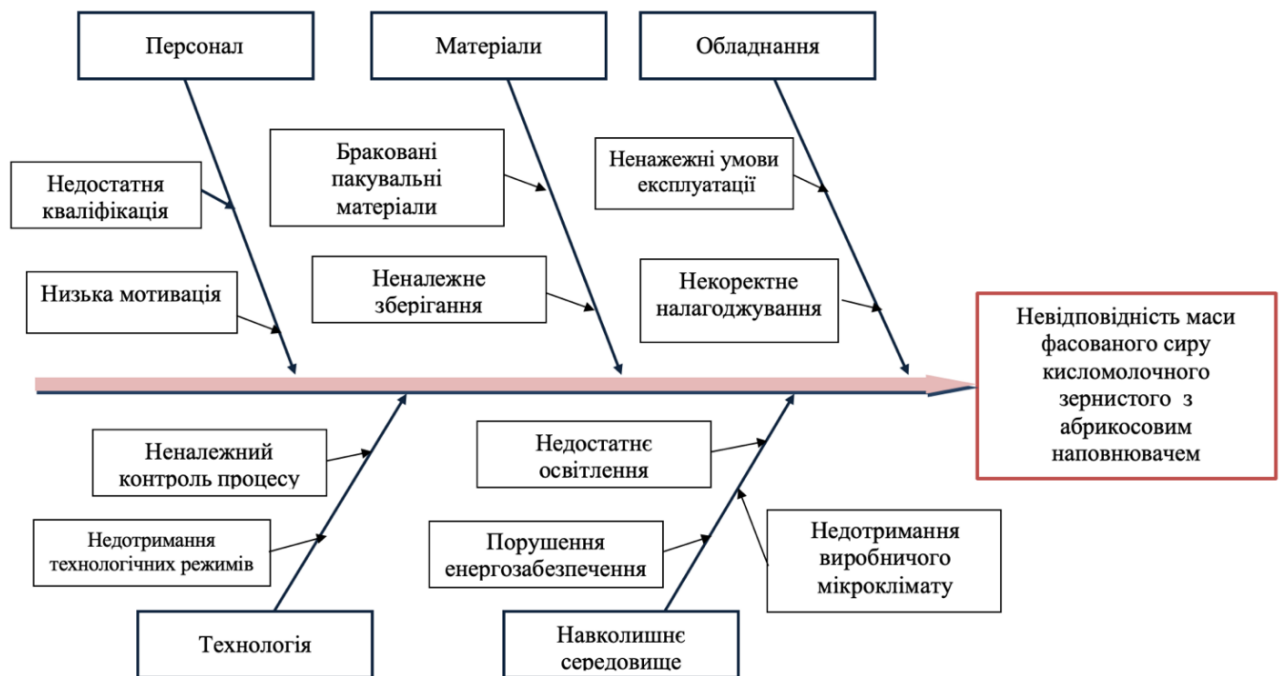 Персонал
Матеріали
Обладнання
Недостатня
кваліфікація
Низька мотивація
Браковані
пакувальні
матеріали
Неналежне
зберігання
Ненажежні умови
експлуатації
Некоректне
налагоджування
Невідповідність маси
фасованого сиру
кисломолочного
зернистого з
абрикосовим
наповнювачем
Неналежний
контроль процесу
Недотримання
технологічних режимів
Недостатнє
освітлення
Порушення
енергозабезпечення
Недотримання
виробничого
мікроклімату
Технологія
Навколишнє
середовище